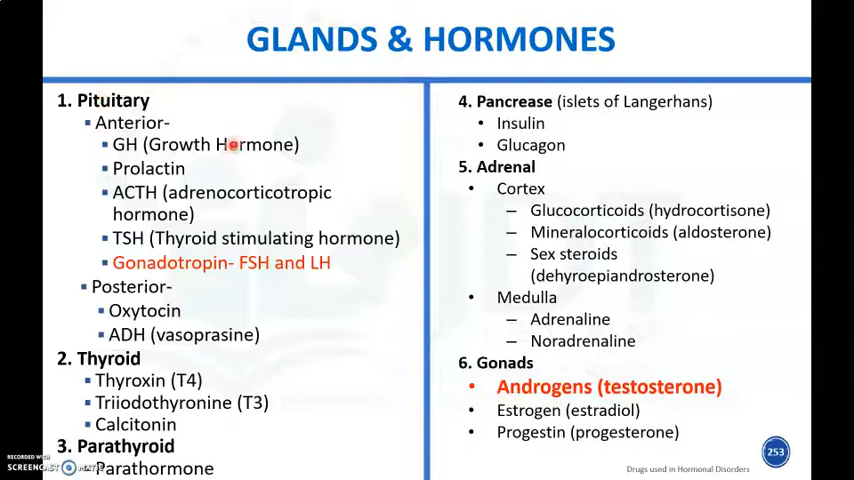 GLANDS & HORMONES
1. Pituitary
Anterior-
GH (Growth Hormone)
Prolactin
ACTH (adrenocorticotropic
hormone)
TSH (Thyroid stimulating hormone)
Gonadotropin- FSH and LH
Posterior-
Oxytocin
ADH (vasoprasine)
2. Thyroid
Thyroxin (T4)
Triiodothyronine (T3)
Calcitonin
3. Parathyroid
Parathormone
4. Pancrease (islets of Langerhans)
Insulin
Glucagon
5. Adrenal
Cortex
Glucocorticoids (hydrocortisone)
Mineralocorticoids (aldosterone)
Sex steroids
(dehyroepiandrosterone)
Medulla
Adrenaline
Noradrenaline
6. Gonads
Androgens (testosterone)
Estrogen (estradiol)
Progestin (progesterone)
253
Drugs used in Hormonal Disorders
RECORDED WITH
SCREENCAST MATIC